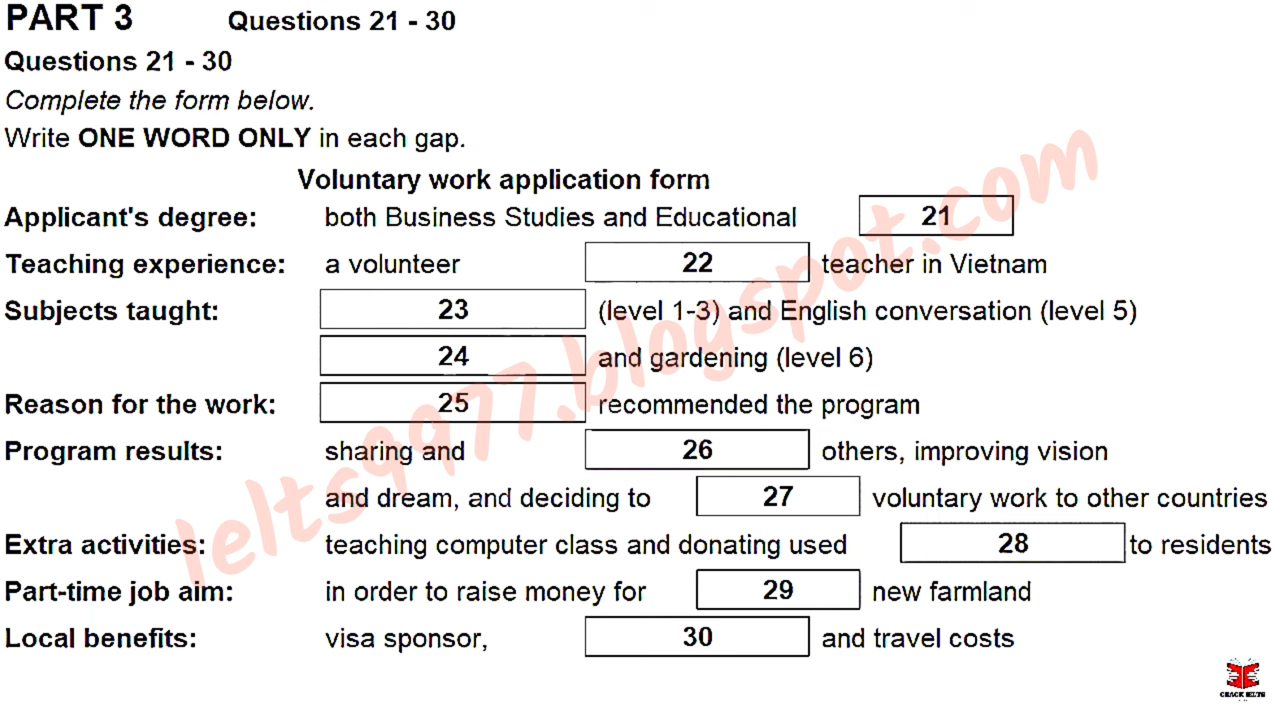 PART 3 Questions 21 - 30
Questions 21 - 30
Complete the form below.
Write ONE WORD ONLY in each gap.
Voluntary work application form
Applicant's degree: both Business Studies and Educational 21
Teaching experience: a volunteer 22 teacher in Vietnam
Subjects taught: 23 (level 1-3) and English conversation (level 5)
24 and gardening (level 6)
Reason for the work: 25 recommended the program
Program results: sharing and 26 others, improving vision
and dream, and deciding to 27 voluntary work to other countries
Extra activities: teaching computer class and donating used 28 to residents
Part-time job aim: in order to raise money for 29 new farmland
Local benefits: visa sponsor, 30 and travel costs
Ielts9977.blogspot.com
CRACK IELTS